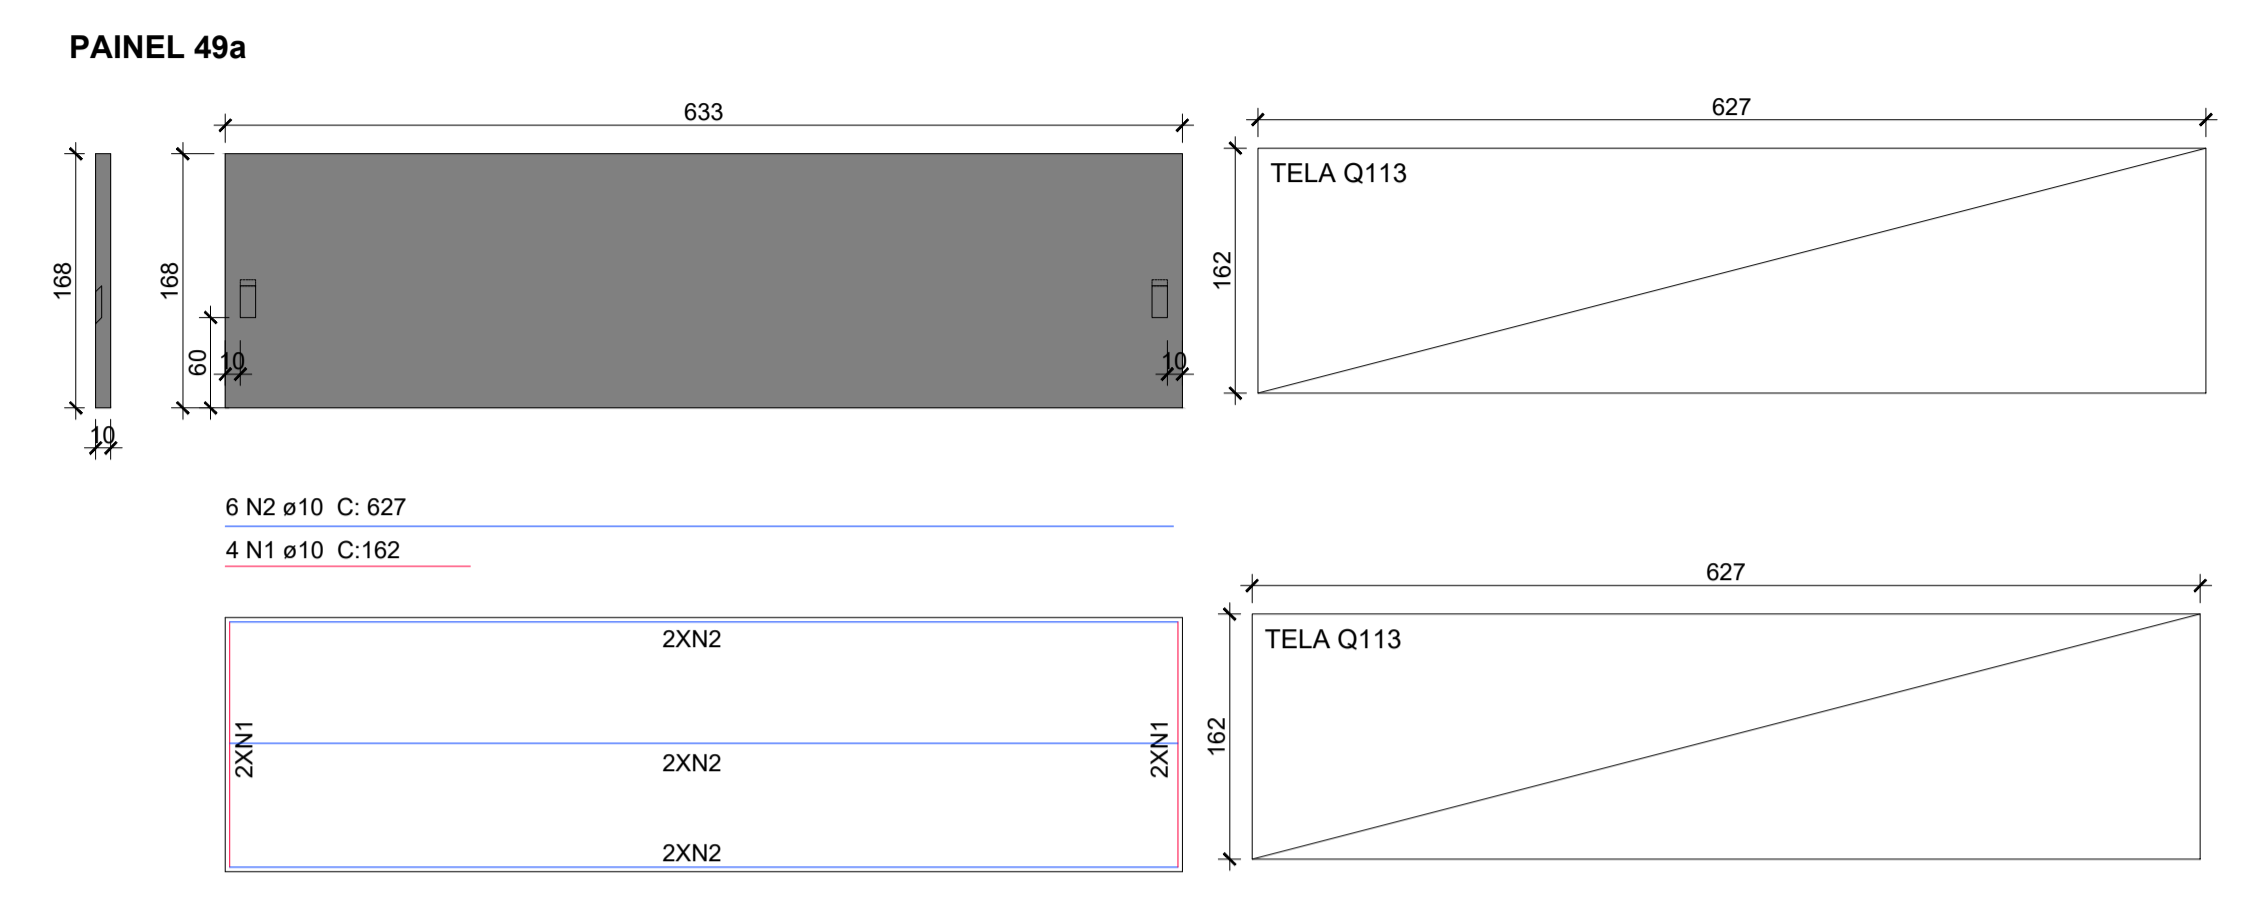 PAINEL 49a
633
627
TELA Q113
168
168
162
60
10
10
10
6 N2 ø10  C: 627
4 N1 ø10  C:162
627
2XN2
TELA Q113
2XN1
2XN2
2XN1
162
2XN2